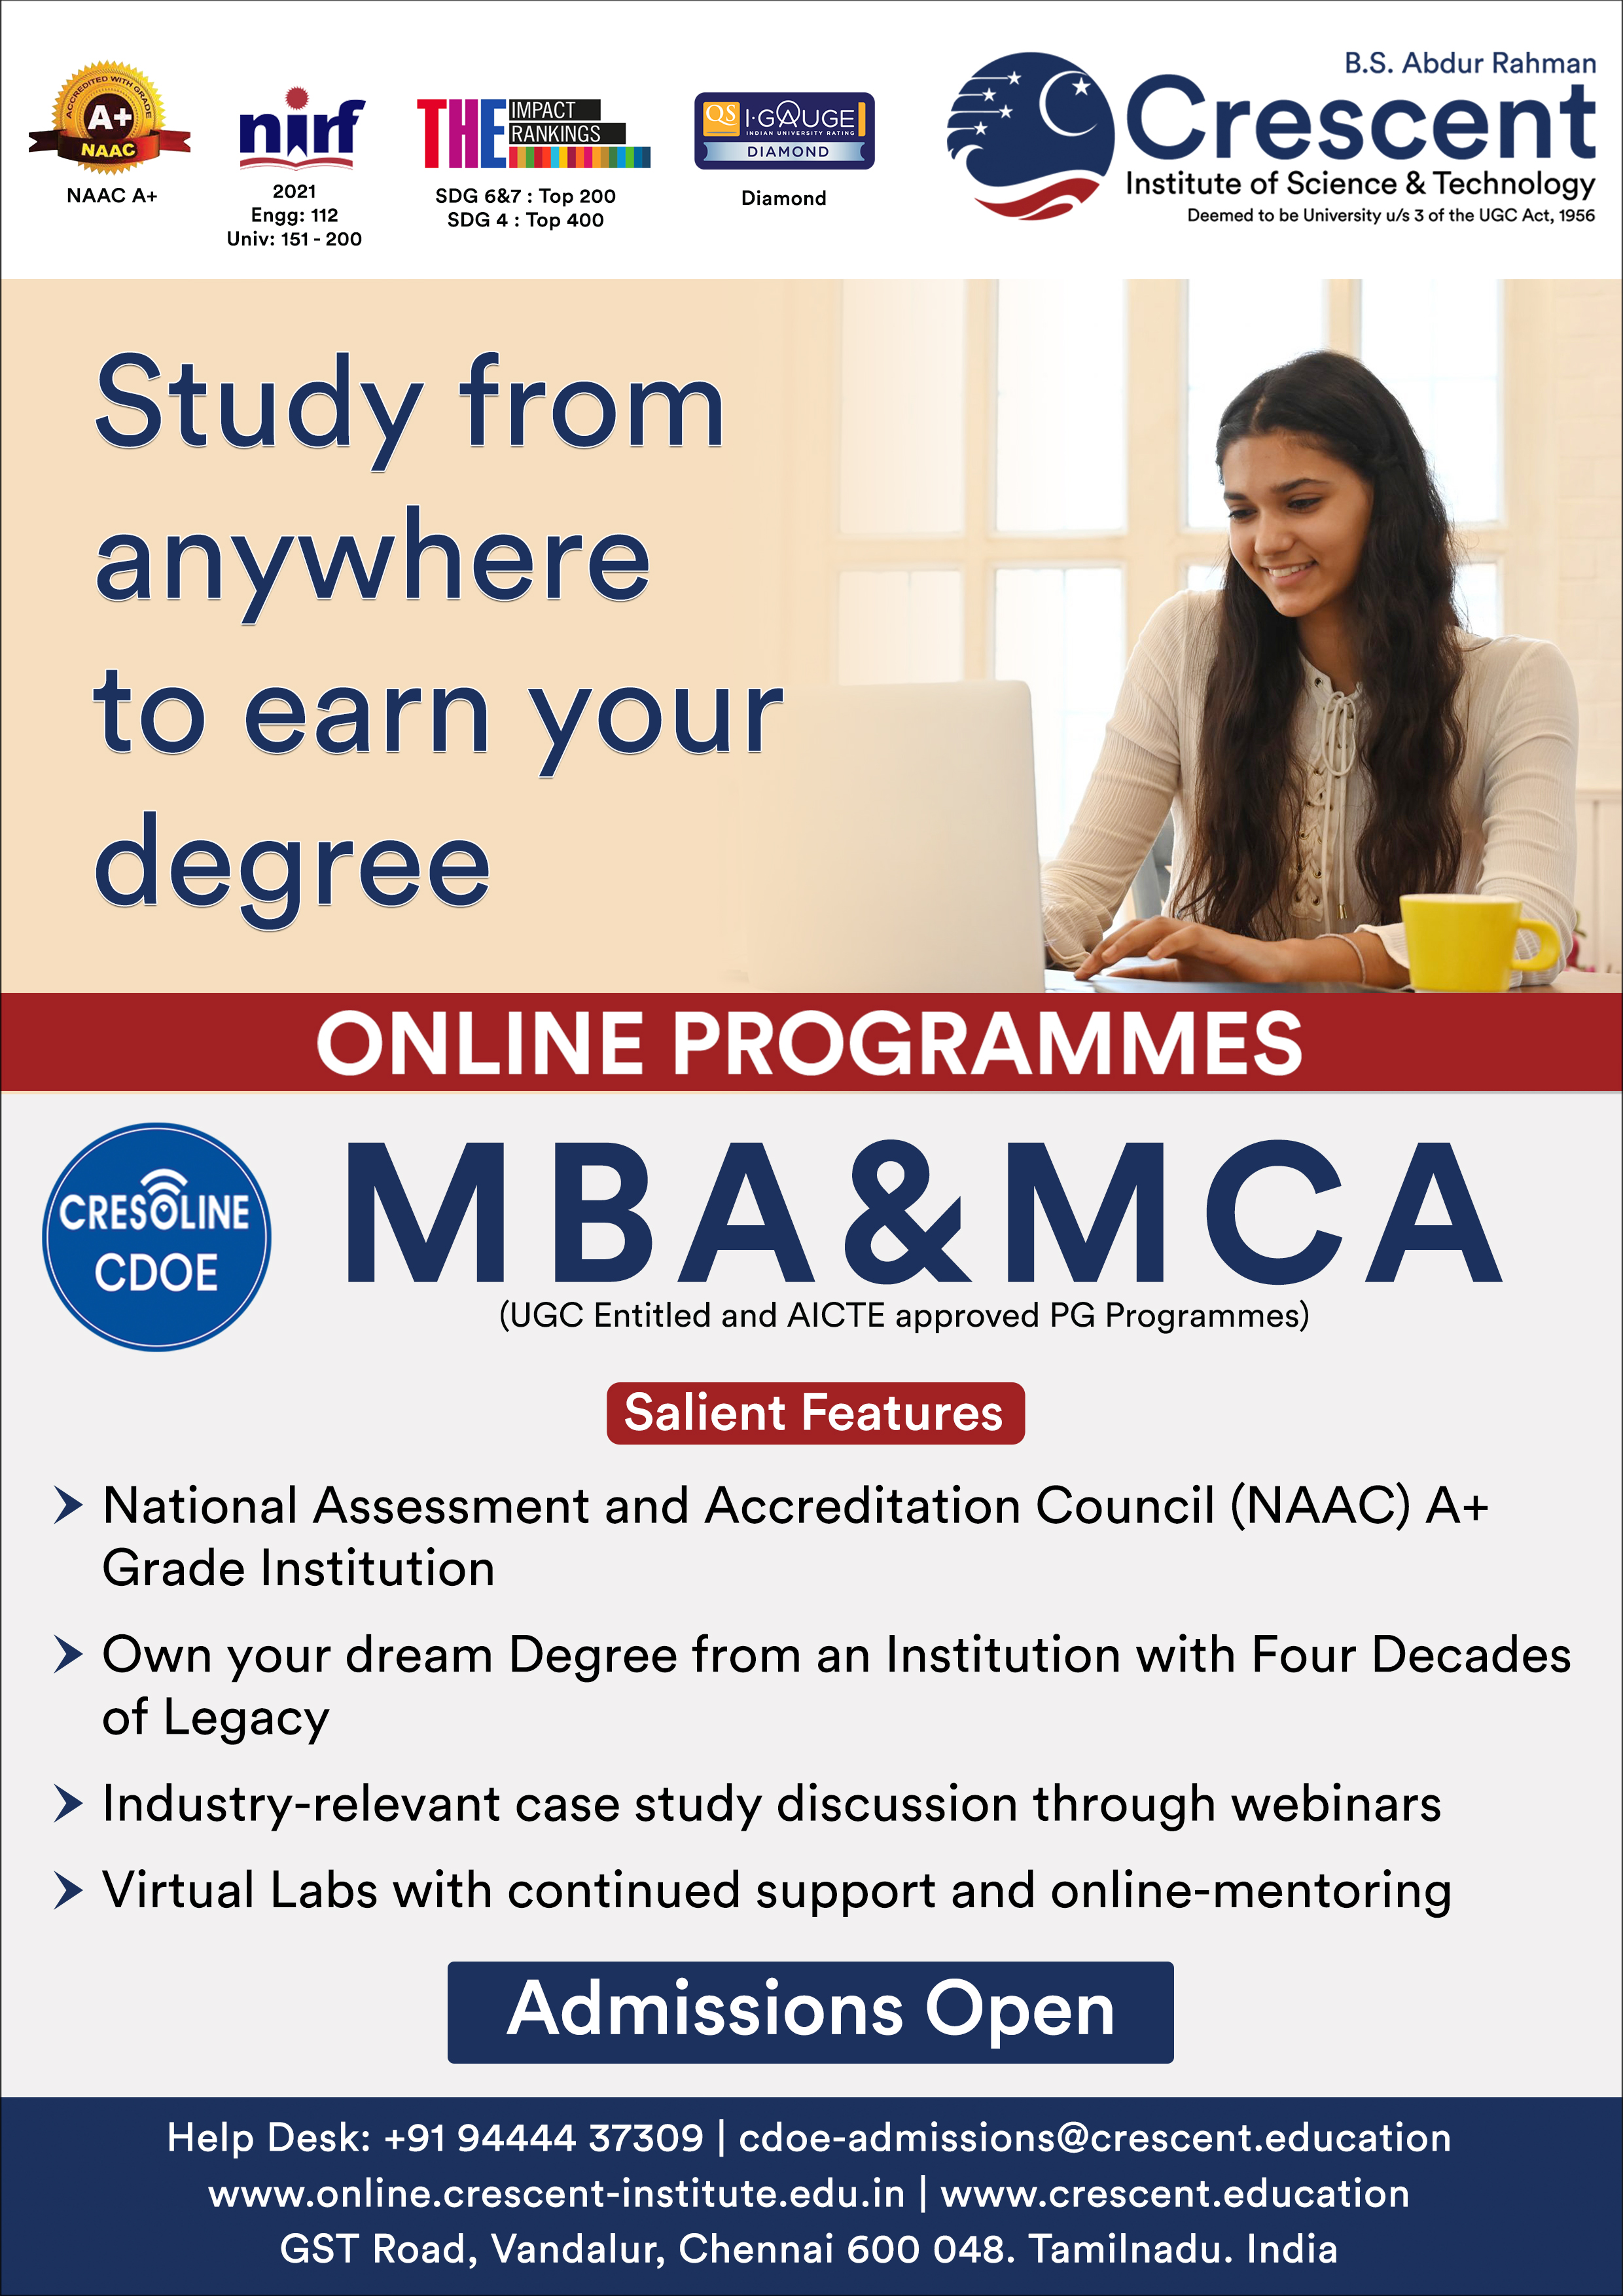 ACCREDITED WITH GRADE
A+
NAAC
NAAC A+
nirf
2021
Engg: 112
Univ: 151 - 200
THE IMPACT
RANKINGS
SDG 6&7 : Top 200
SDG 4 : Top 400
QS I·GAUGE
INDIAN UNIVERSITY RATING
DIAMOND
Diamond
B.S. Abdur Rahman
Crescent
Institute of Science & Technology
Deemed to be University u/s 3 of the UGC Act, 1956
Study from
anywhere
to earn your
degree
ONLINE PROGRAMMES
CRESOLINE
CDOE
MBA&MCA
(UGC Entitled and AICTE approved PG Programmes)
Salient Features
National Assessment and Accreditation Council (NAAC) A+
Grade Institution
Own your dream Degree from an Institution with Four Decades
of Legacy
Industry-relevant case study discussion through webinars
Virtual Labs with continued support and online-mentoring
Admissions Open
Help Desk: +91 94444 37309 | cdoe-admissions@crescent.education
www.online.crescent-institute.edu.in | www.crescent.education
GST Road, Vandalur, Chennai 600 048. Tamilnadu. India